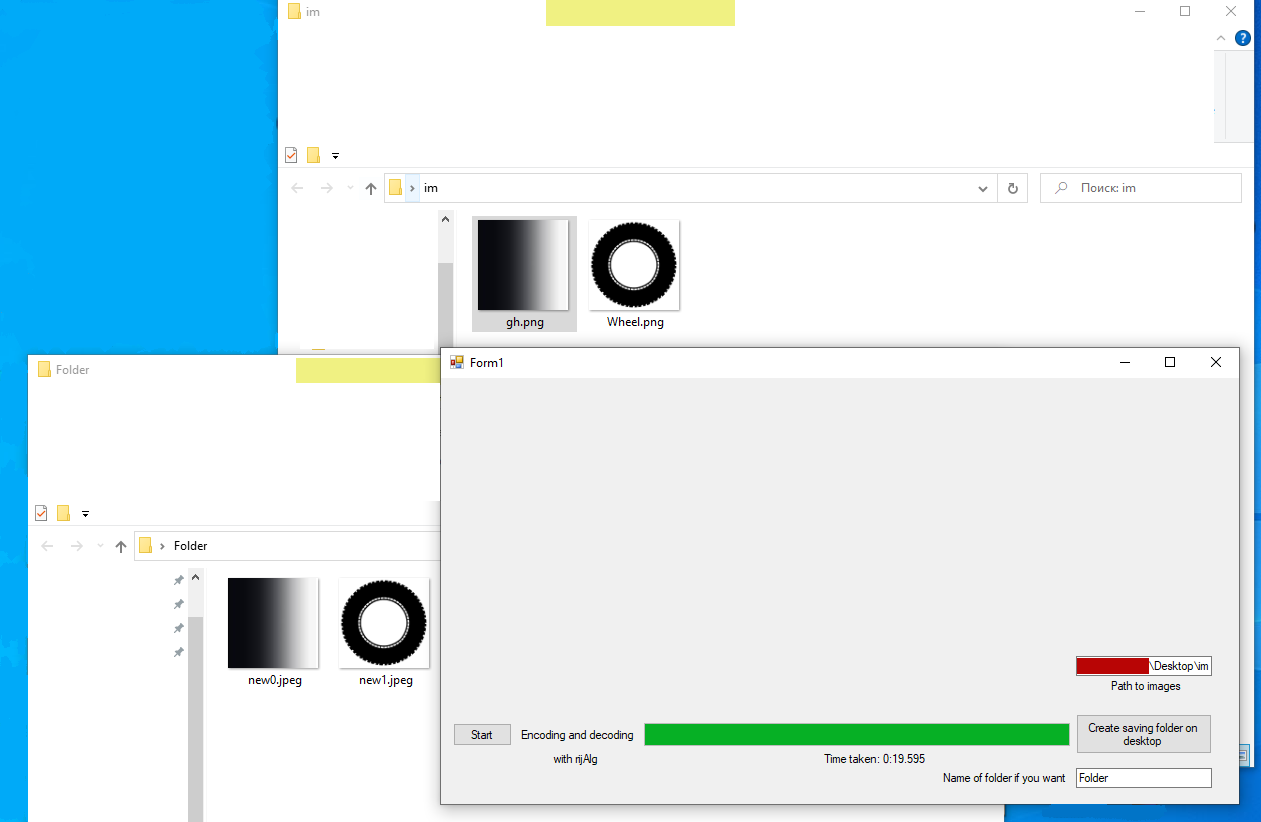 im
im
Поиск: im
gh.png
Wheel.png
Folder
Folder
new0.jpeg
new1.jpeg
Form1
\Desktop\im
Path to images
Start
Encoding and decoding
with rijAlg
Time taken: 0:19.595
Create saving folder on
desktop
Name of folder if you want
Folder